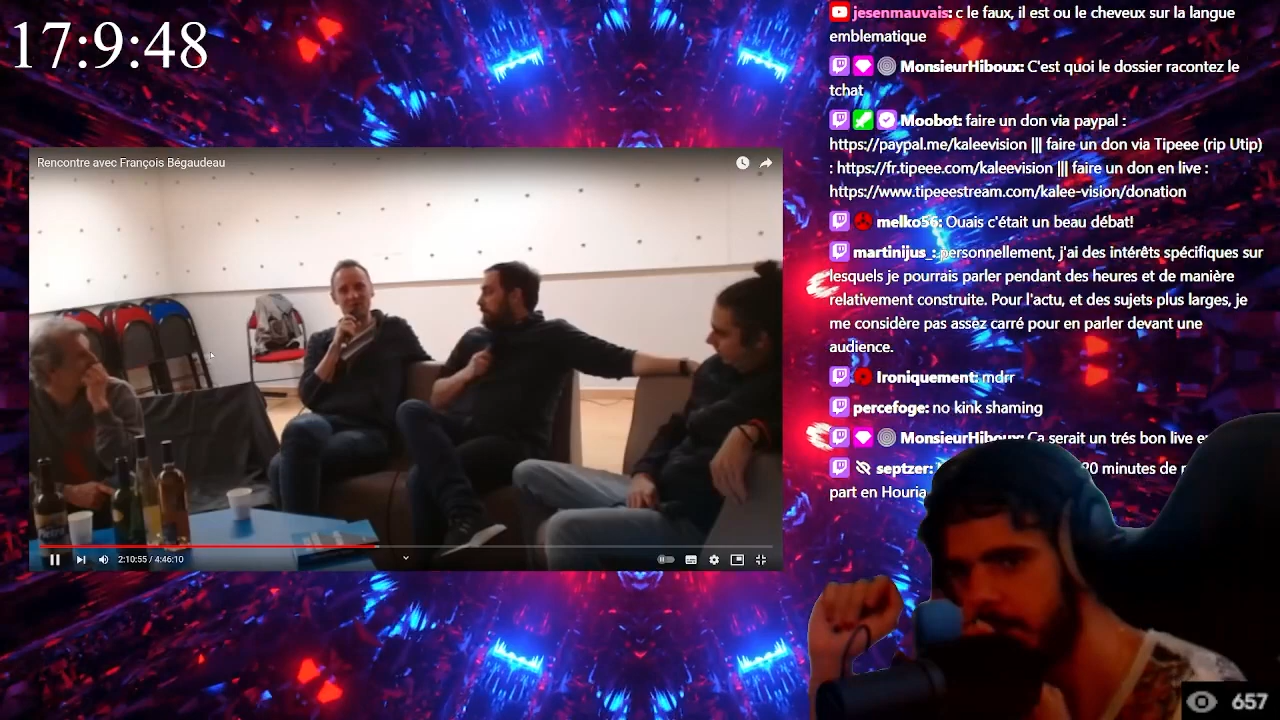 17:9:48
Rencontre avec François Bégaudeau
2:10:55 / 4:46:10
jesenmauvais: c le faux, il est ou le cheveux sur la langue
emblematique
MonsieurHiboux: C'est quoi le dossier racontez le
tchat
Moobot: faire un don via paypal :
https://paypal.me/kaleevision ||| faire un don via Tipeee (rip Utip)
: https://fr.tipeee.com/kaleevision ||| faire un don en live :
https://www.tipeeestream.com/kalee-vision/donation
melko56: Ouais c'était un beau débat!
martinijus_: personnellement, j'ai des intérêts spécifiques sur
lesquels je pourrais parler pendant des heures et de manière
relativement construite. Pour l'actu, et des sujets plus larges, je
me considère pas assez carré pour en parler devant une
audience.
Ironiquement: mdrr
percefoge: no kink shaming
MonsieurHiboux: Ça serait un trés bon live
septzer: 20 minutes de
part en Houria
657